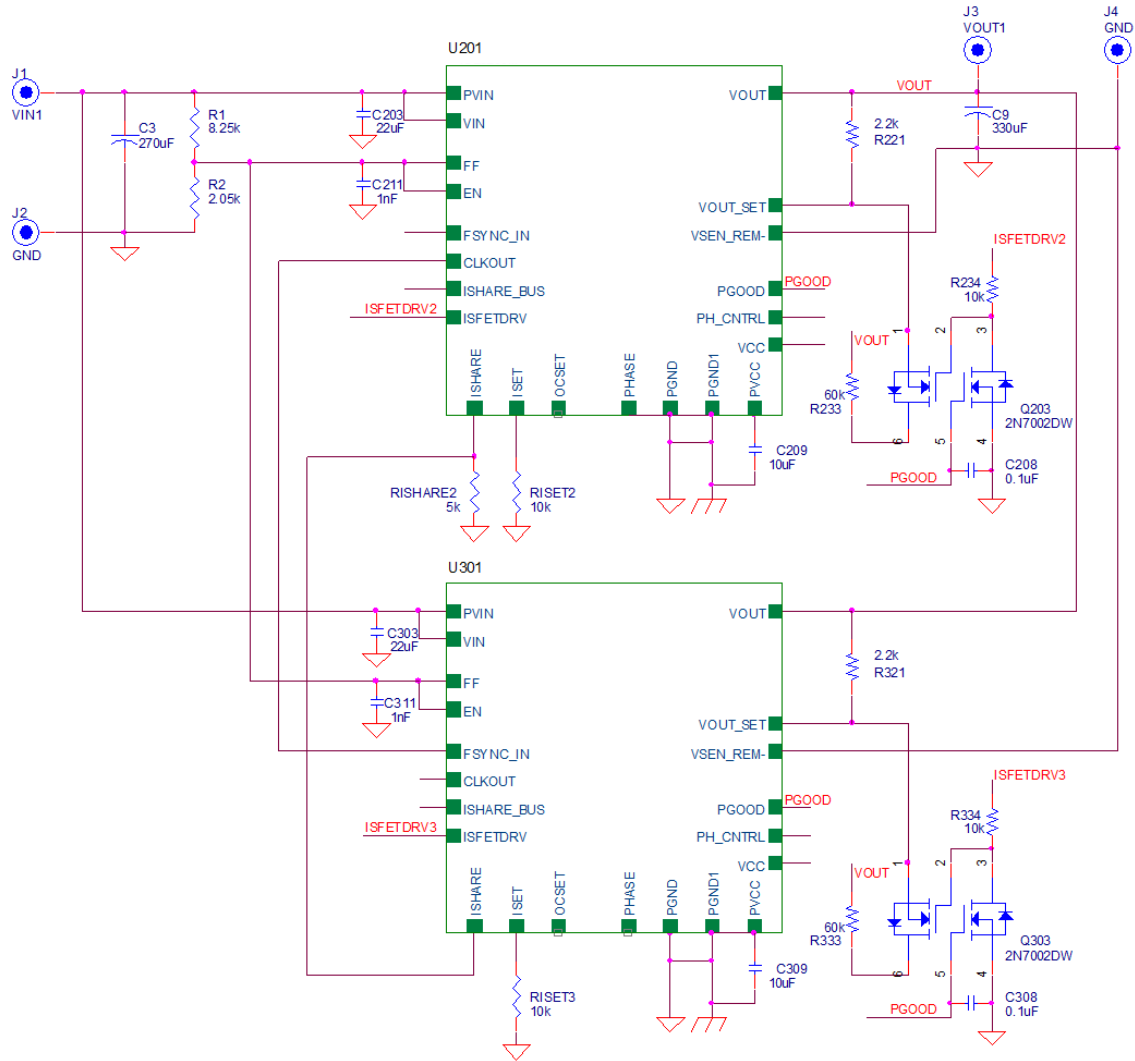 J1
VIN1
J2
GND
C3
270uF
R1
8.25k
R2
2.05k
C203
22uF
C211
1nF
U201
PVIN
VIN
FF
EN
FSYNC_IN
CLKOUT
ISHARE_BUS
ISFETDRV
ISFETDRV2
ISHARE
ISET
OCSET
PHASE
PGND
PGND1
PVCC
VOUT
VOUT_SET
VSEN_REM-
PGOOD
PH_CNTRL
VCC
VOUT
PGOOD
J3
VOUT1
J4
GND
C9
330uF
2.2k
R221
ISFETDRV2
R234
10k
1
2
3
VOUT
60k
R233
Q203
2N7002DW
6
5
4
PGOOD
C208
0.1uF
C209
10uF
RISHARE2
5k
RISET2
10k
U301
PVIN
VIN
FF
EN
FSYNC_IN
CLKOUT
ISHARE_BUS
ISFETDRV
ISFETDRV3
C303
22uF
C311
1nF
ISHARE
ISET
OCSET
PHASE
PGND
PGND1
PVCC
VOUT
VOUT_SET
VSEN_REM-
PGOOD
PH_CNTRL
VCC
PGOOD
2.2k
R321
ISFETDRV3
R334
10k
1
2
3
VOUT
60k
R333
Q303
2N7002DW
6
5
4
PGOOD
C308
0.1uF
C309
10uF
RISET3
10k